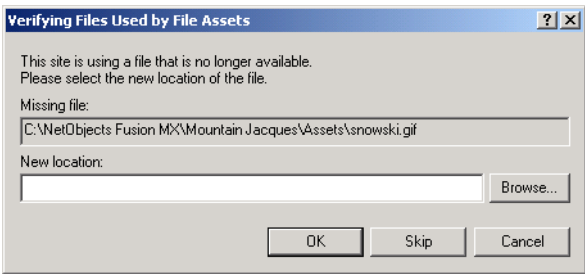 Verifying Files Used by File Assets
This site is using a file that is no longer available.
Please select the new location of the file.
Missing file:
C:\NetObjects Fusion MX\Mountain Jacques\Assets\snowski.gif
New location:
Browse...
OK Skip Cancel